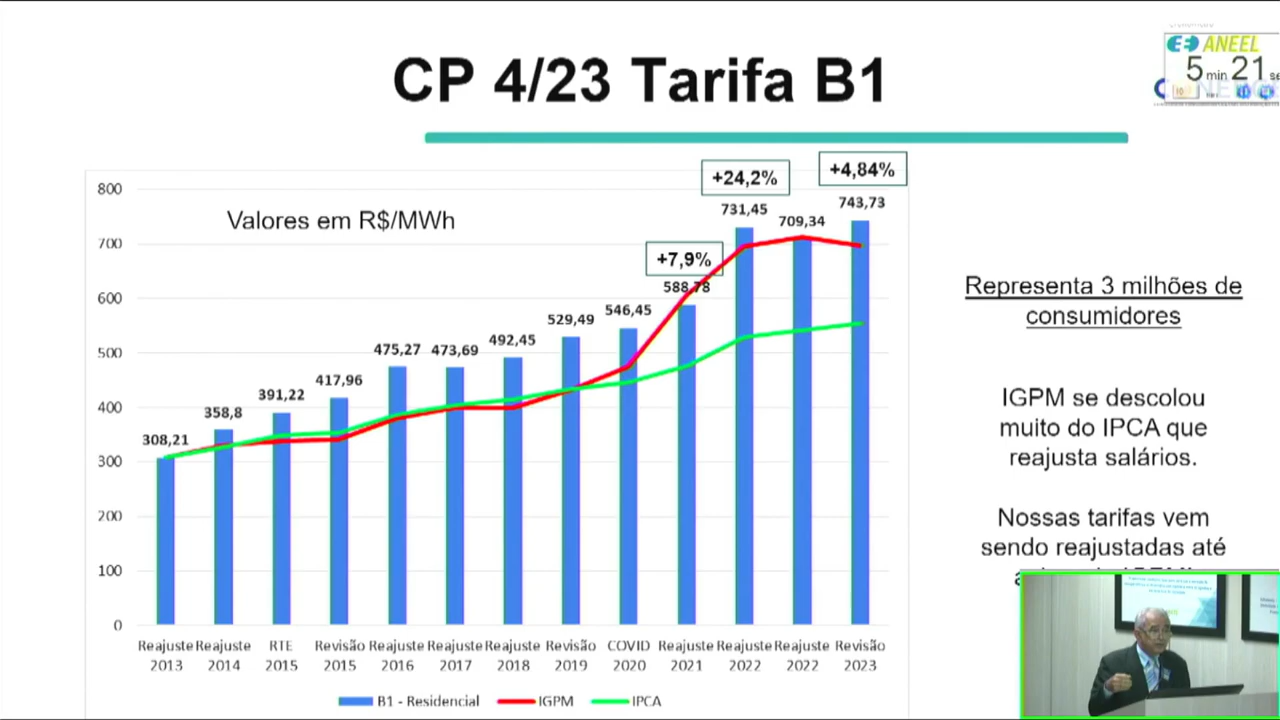 CP 4/23 Tarifa B1
ANEEL
5 min 21 se
Valores em R$/MWh
+7,9%
+24,2%
+4,84%
800
700
600
500
400
300
200
100
0
308,21
358,8
391,22
417,96
475,27
473,69
492,45
529,49
546,45
588,78
731,45
709,34
743,73
Reajuste Reajuste RTE Revisão Reajuste Reajuste Reajuste Revisão COVID Reajuste Reajuste Reajuste Revisão
2013 2014 2015 2015 2016 2017 2018 2019 2020 2021 2022 2022 2023
B1 - Residencial IGPM IPCA
Representa 3 milhões de
consumidores
IGPM se descolou
muito do IPCA que
reajusta salários.
Nossas tarifas vem
sendo reajustadas até